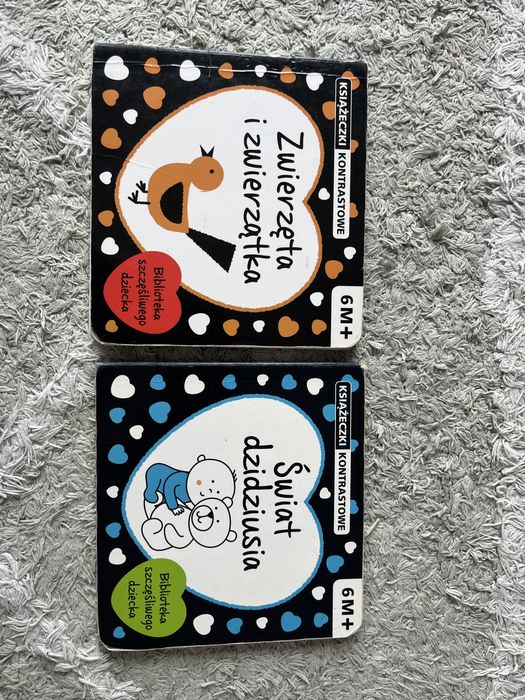 KSIĄŻECZKI KONTRASTOWE
6M+
Zwierzęta
i zwierzątka
Biblioteka
szczęśliwego
dziecka
KSIĄŻECZKI KONTRASTOWE
6M+
Świat
dzidziusia
Biblioteka
szczęśliwego
dziecka